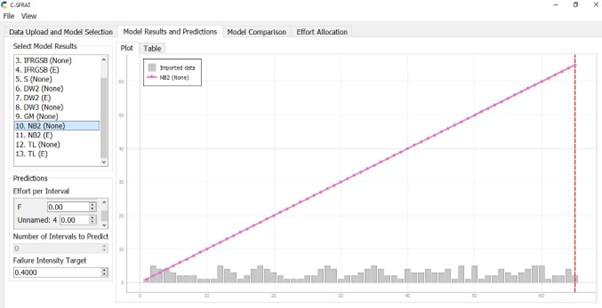 C-SFRAT
File View
Data Upload and Model Selection Model Results and Predictions Model Comparison Effort Allocation
Select Model Results
3. IFRGSB (None)
4. IFRGSB (E)
5. S (None)
6. DW2 (None)
7. DW2 (E)
8. DW3 (None)
9. GM (None)
10. NB2 (None)
11. NB2 (E)
12. TL (None)
13. TL (E)
Predictions
Effort per Interval
F 0.00
Unnamed: 4 0.00
Number of Intervals to Predict
0
Failure Intensity Target
0.4000
Plot Table
Imported data
NB2 (None)
60
50
40
30
20
10
0
0 10 20 30 40 50 60